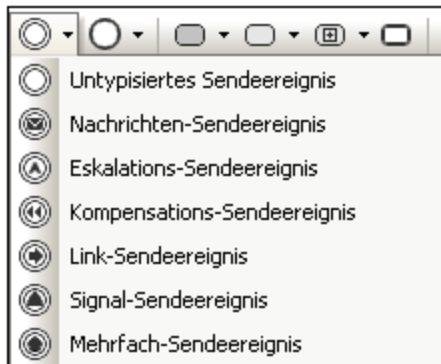 Untypisiertes Sendeereignis
Nachrichten-Sendeereignis
Eskalations-Sendeereignis
Kompensations-Sendeereignis
Link-Sendeereignis
Signal-Sendeereignis
Mehrfach-Sendeereignis